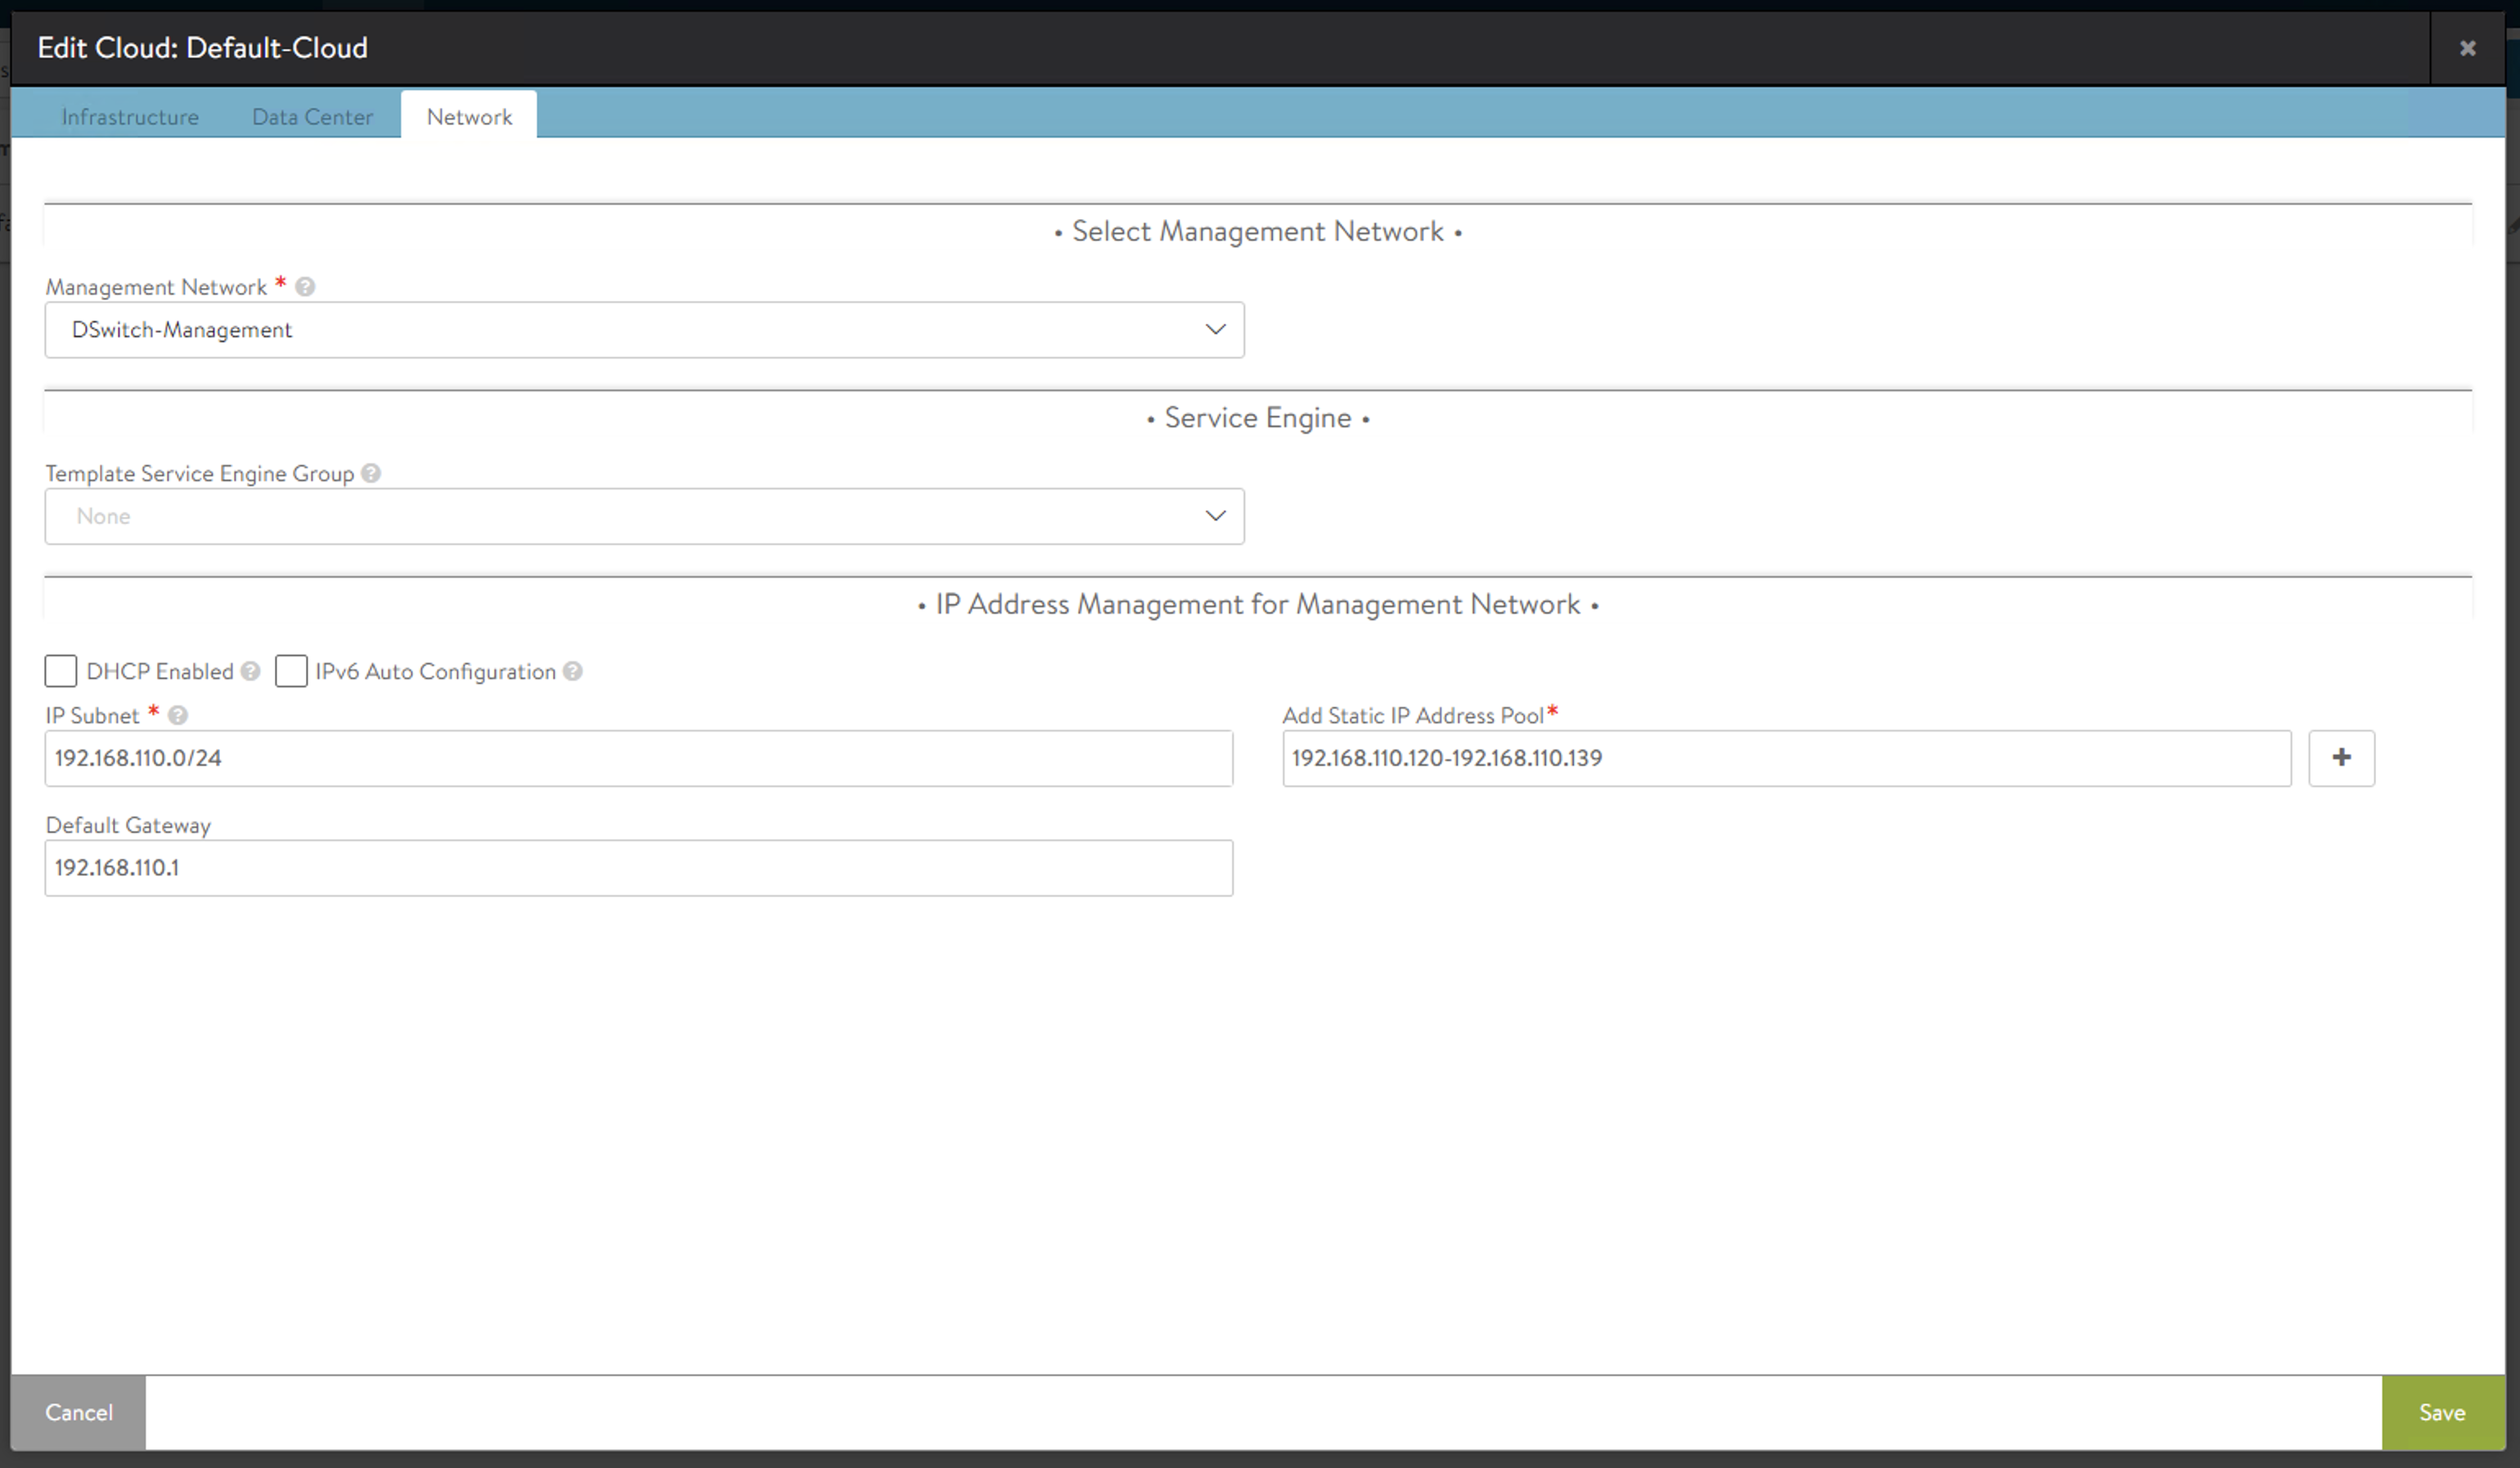 Edit Cloud: Default-Cloud
Infrastructure Data Center Network
• Select Management Network •
Management Network *
DSwitch-Management
• Service Engine •
Template Service Engine Group
None
• IP Address Management for Management Network •
DHCP Enabled IPv6 Auto Configuration
IP Subnet * Add Static IP Address Pool*
192.168.110.0/24 192.168.110.120-192.168.110.139
Default Gateway
192.168.110.1
Cancel Save